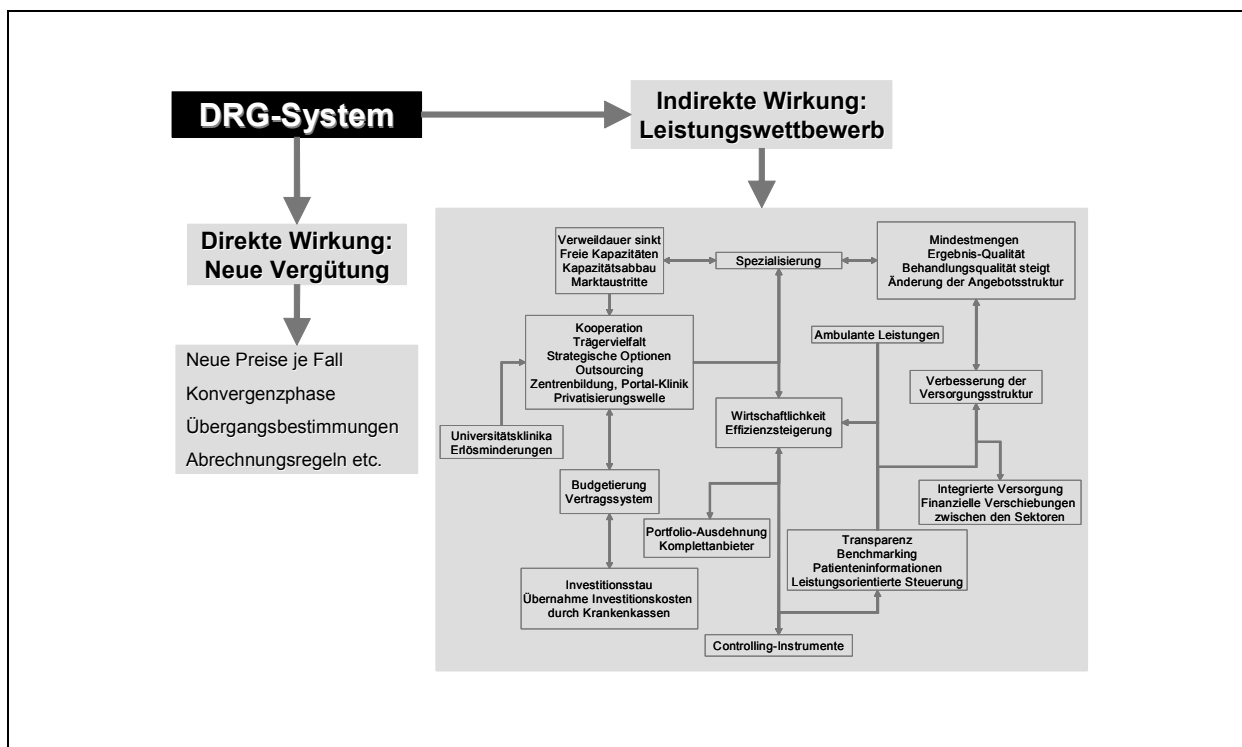 DRG-System
Indirekte Wirkung:
Leistungswettbewerb
Direkte Wirkung:
Neue Vergütung
Neue Preise je Fall
Konvergenzphase
Übergangsbestimmungen
Abrechnungsregeln etc.
Verweildauer sinkt
Freie Kapazitäten
Kapazitätsabbau
Marktaustritte
Spezialisierung
Mindestmengen
Ergebnis-Qualität
Behandlungsqualität steigt
Änderung der Angebotsstruktur
Kooperation
Trägervielfalt
Strategische Optionen
Outsourcing
Zentrenbildung, Portal-Klinik
Privatisierungswelle
Ambulante Leistungen
Verbesserung der
Versorgungsstruktur
Wirtschaftlichkeit
Effizienzsteigerung
Universitätsklinika
Erlösminderungen
Budgetierung
Vertragssystem
Integrierte Versorgung
Finanzielle Verschiebungen
zwischen den Sektoren
Portfolio-Ausdehnung
Komplettanbieter
Transparenz
Benchmarking
Patienteninformationen
Leistungsorientierte Steuerung
Investitionsstau
Übernahme Investitionskosten
durch Krankenkassen
Controlling-Instrumente